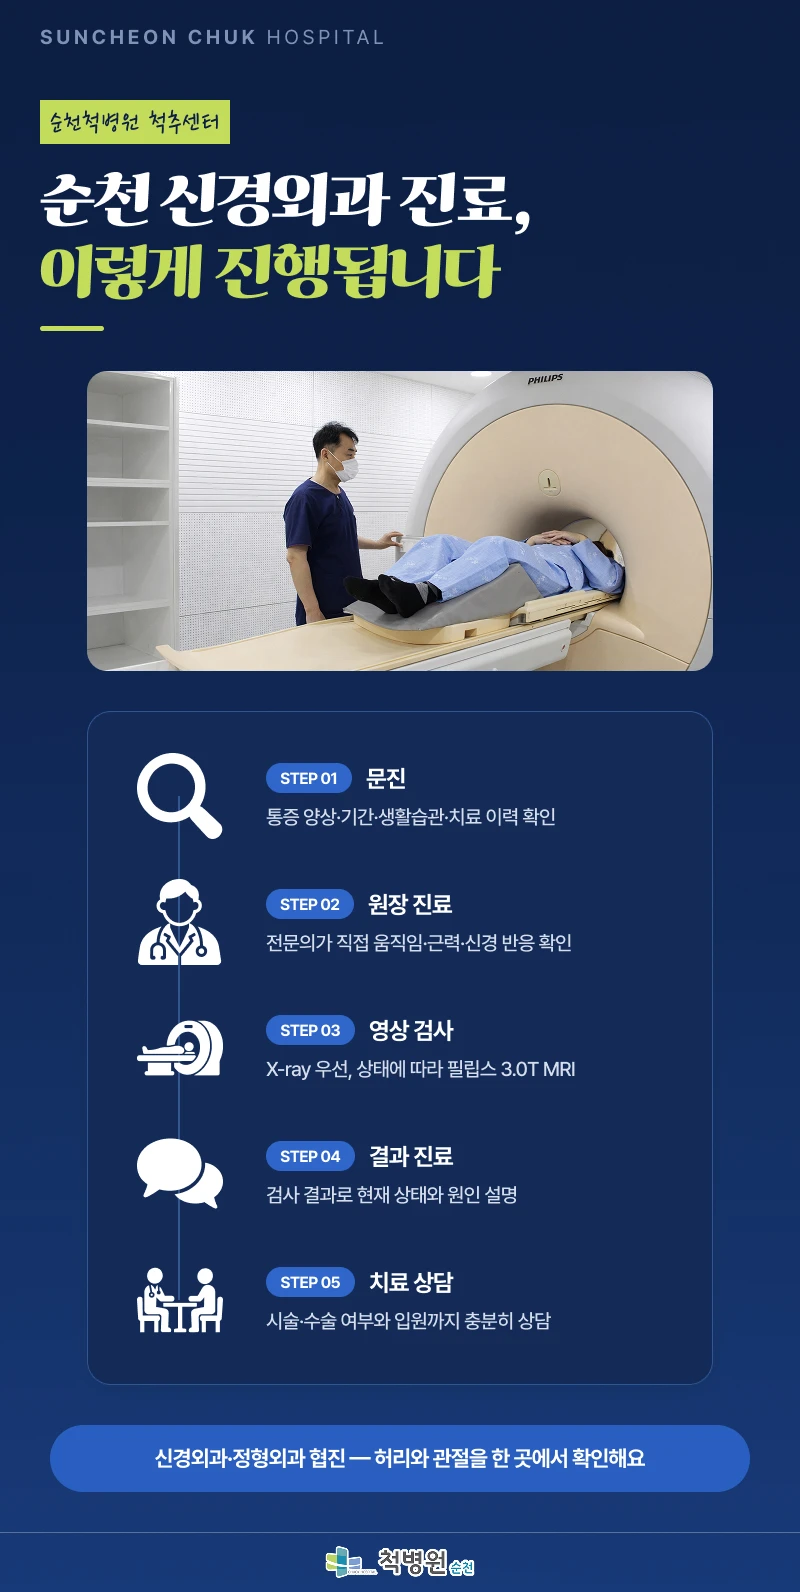 SUNCHEON CHUK HOSPITAL
순천척병원 척추센터
순천 신경외과 진료,
이렇게 진행됩니다
PHILIPS
STEP 01 문진
통증 양상·기간·생활습관·치료 이력 확인
STEP 02 원장 진료
전문의가 직접 움직임·근력·신경 반응 확인
STEP 03 영상 검사
X-ray 우선, 상태에 따라 필립스 3.0T MRI
STEP 04 결과 진료
검사 결과로 현재 상태와 원인 설명
STEP 05 치료 상담
시술·수술 여부와 입원까지 충분히 상담
신경외과·정형외과 협진 — 허리와 관절을 한 곳에서 확인해요
척병원 순천